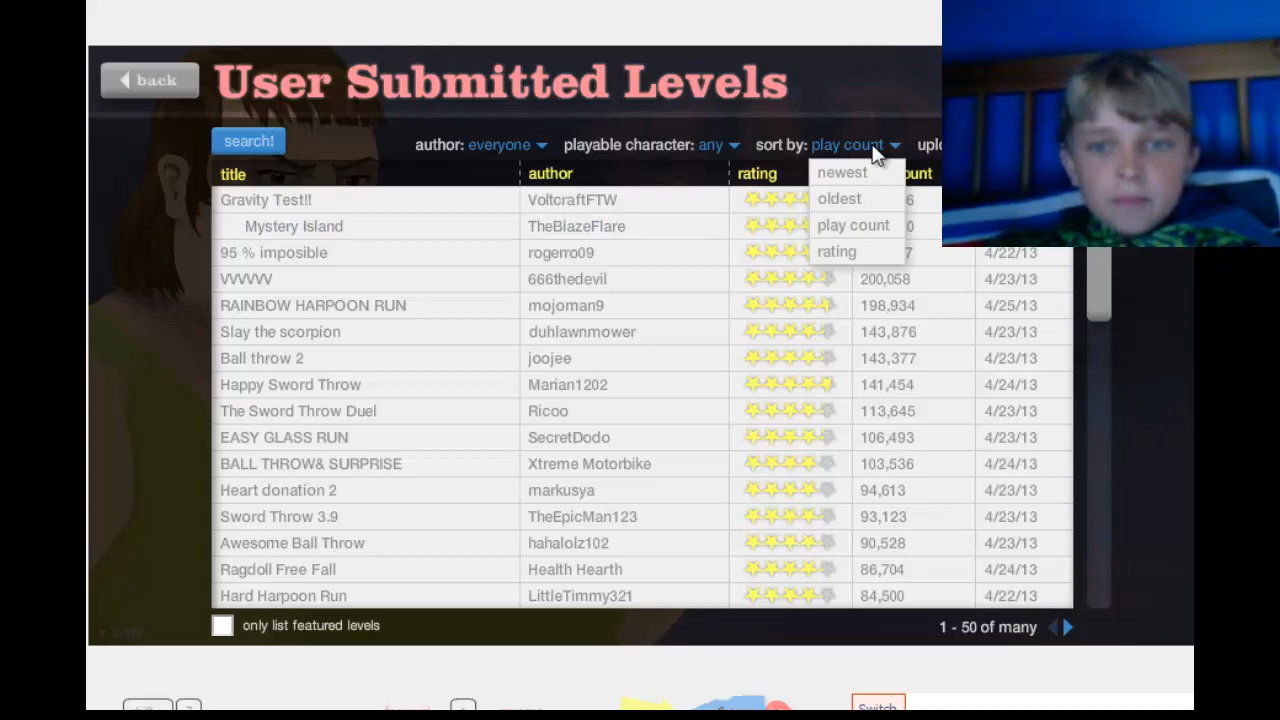 back
User Submitted Levels
search!
author: everyone playable character: any sort by: play count
title author rating
newest
oldest
play count
rating
Gravity Test!! VoltcraftFTW
Mystery Island TheBlazeFlare
95 % imposible rogerro09 4/22/13
VVVVVV 666thedevil 200,058 4/23/13
RAINBOW HARPOON RUN mojoman9 198,934 4/25/13
Slay the scorpion duhlawnmower 143,876 4/23/13
Ball throw 2 joojee 143,377 4/23/13
Happy Sword Throw Marian1202 141,454 4/24/13
The Sword Throw Duel Ricoo 113,645 4/23/13
EASY GLASS RUN SecretDodo 106,493 4/23/13
BALL THROW& SURPRISE Xtreme Motorbike 103,536 4/24/13
Heart donation 2 markusya 94,613 4/23/13
Sword Throw 3.9 TheEpicMan123 93,123 4/23/13
Awesome Ball Throw hahalolz102 90,528 4/23/13
Ragdoll Free Fall Health Hearth 86,704 4/24/13
Hard Harpoon Run LittleTimmy321 84,500 4/22/13
only list featured levels 1 - 50 of many
Switch